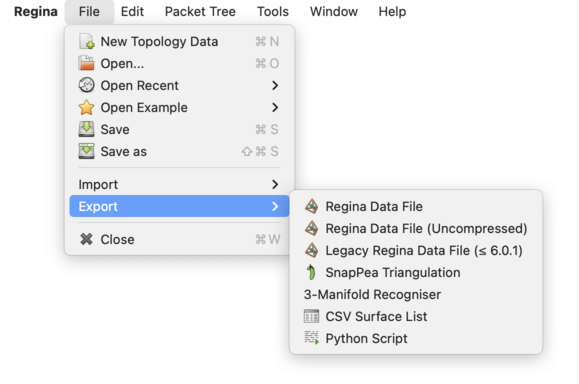 Regina File Edit Packet Tree Tools Window Help
New Topology Data ⌘ N
Open... ⌘ O
Open Recent
Open Example
Save ⌘ S
Save as ⇧ ⌘ S
Import
Export
Close ⌘ W
Regina Data File
Regina Data File (Uncompressed)
Legacy Regina Data File (≤ 6.0.1)
SnapPea Triangulation
3-Manifold Recogniser
CSV Surface List
Python Script